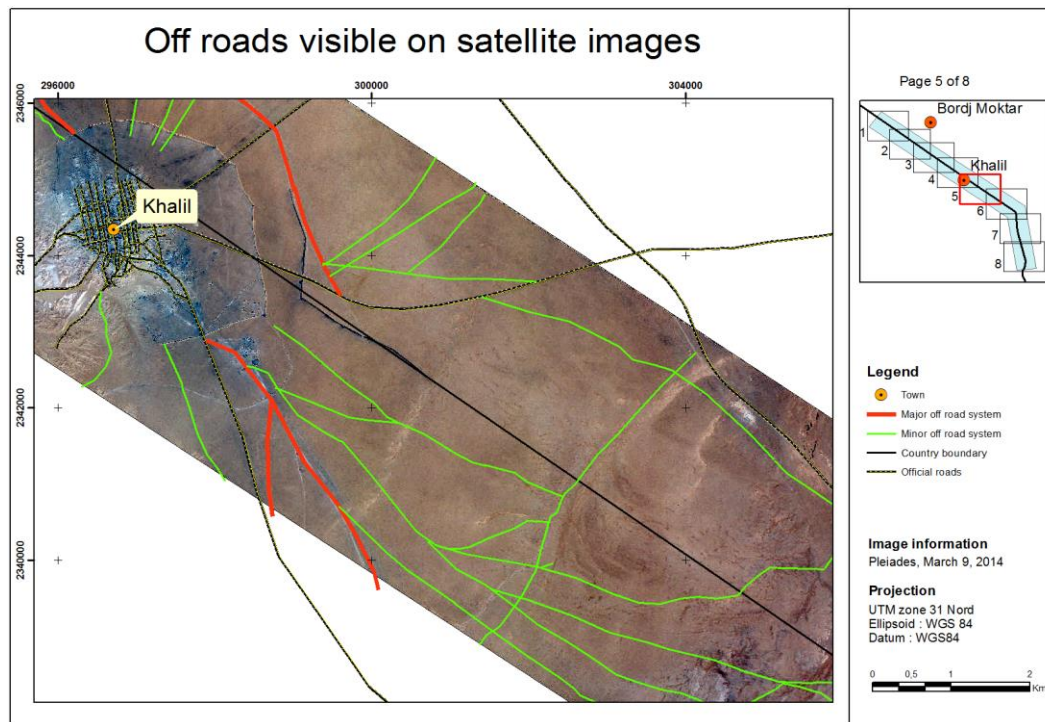 Off roads visible on satellite images
296000
300000
304000
2346000
2344000
2342000
2340000
Khalil
Page 5 of 8
Bordj Moktar
Khalil
1
2
3
4
5
6
7
8
Legend
Town
Major off road system
Minor off road system
Country boundary
Official roads
Image information
Pleiades, March 9, 2014
Projection
UTM zone 31 Nord
Ellipsoid : WGS 84
Datum : WGS84
0 0,5 1 2
Km